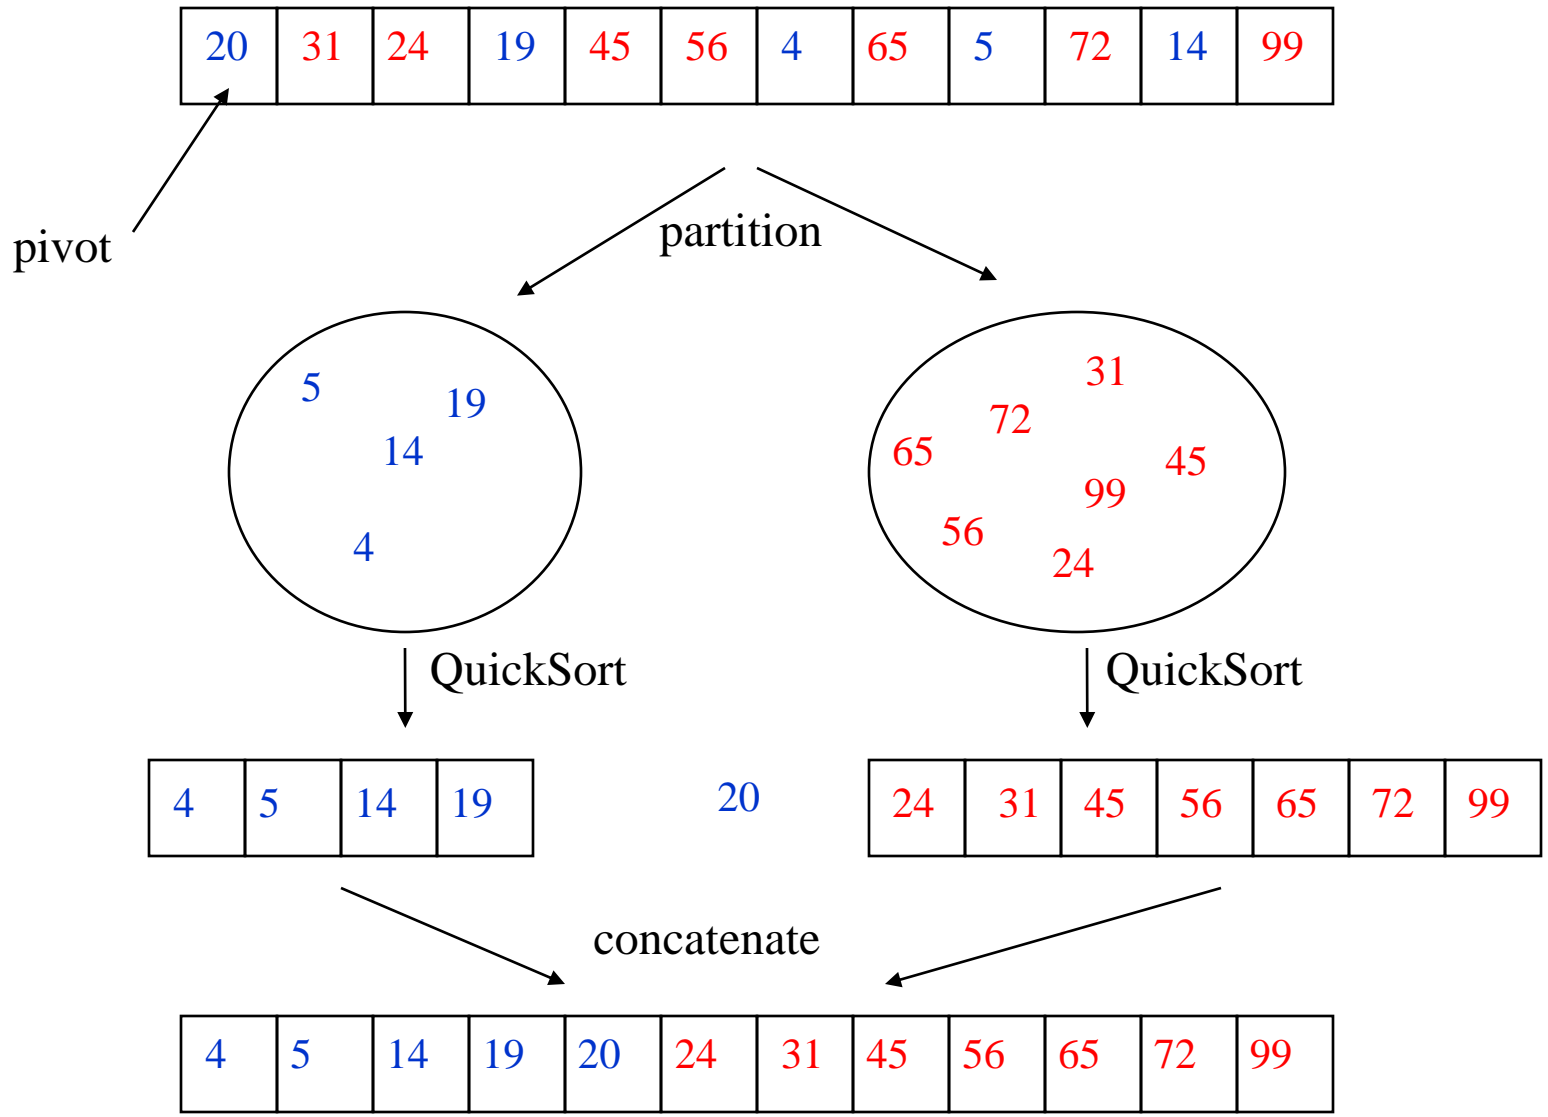 20 31 24 19 45 56 4 65 5 72 14 99
pivot
partition
5
19
14
4
31
72
65
45
99
56
24
QuickSort
QuickSort
4 5 14 19
20
24 31 45 56 65 72 99
concatenate
4 5 14 19 20 24 31 45 56 65 72 99